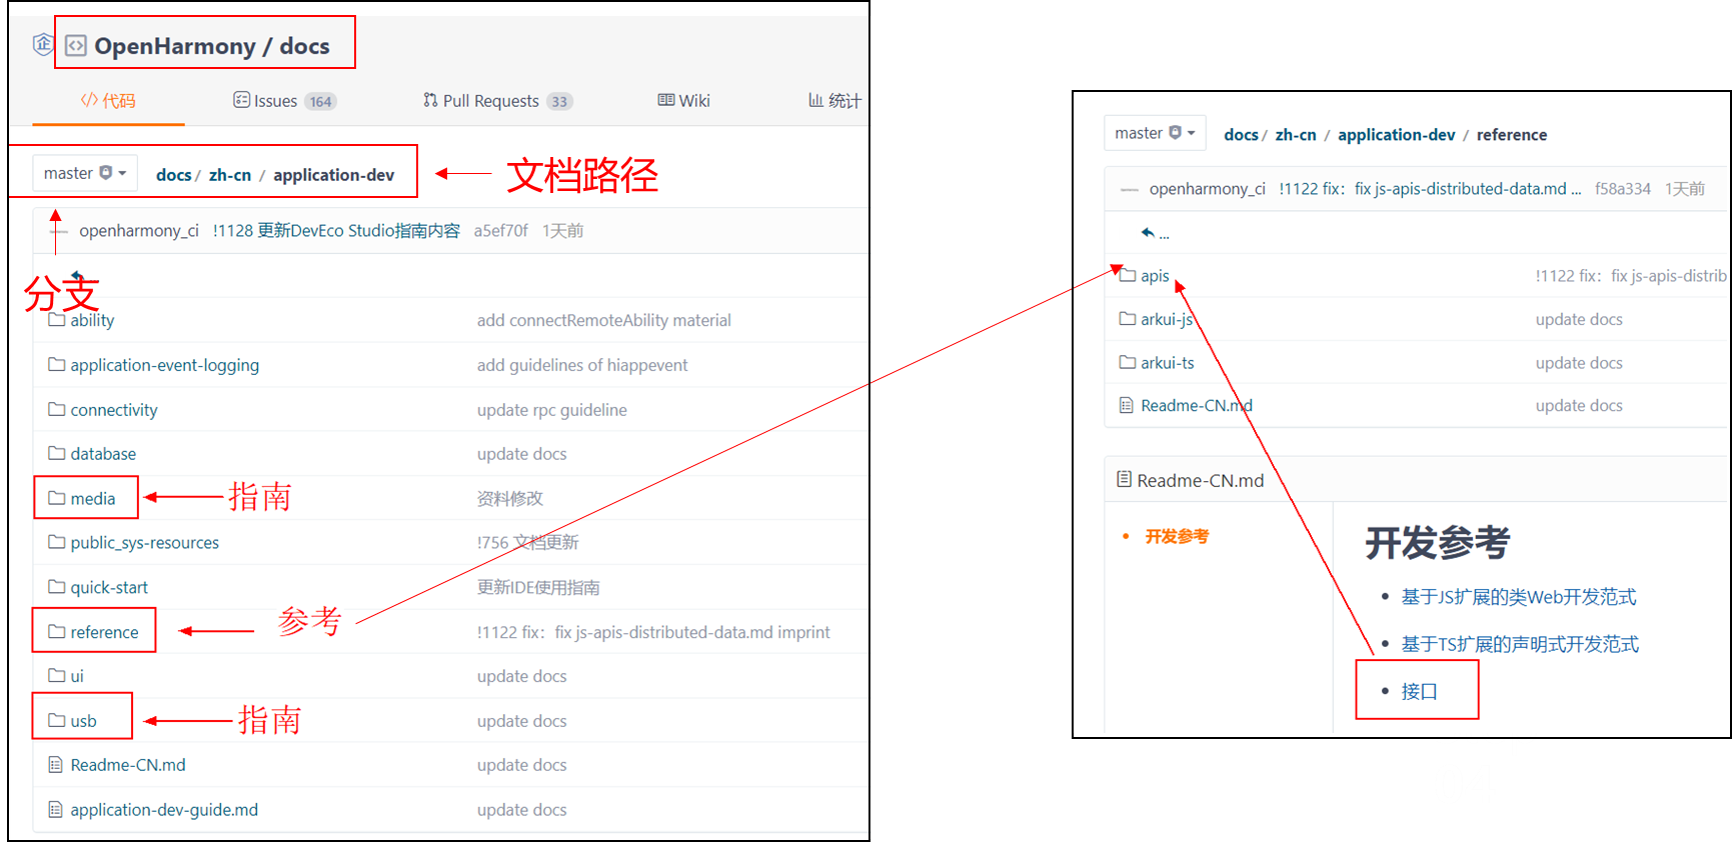 企 OpenHarmony / docs
代码 Issues 164 Pull Requests 33 Wiki 统计
master docs / zh-cn / application-dev
文档路径
openharmony_ci !1128 更新DevEco Studio指南内容 a5ef70f 1天前
分支
ability add connectRemoteAbility material
application-event-logging add guidelines of hiappevent
connectivity update rpc guideline
database update docs
media 指南 资料修改
public_sys-resources !756 文档更新
quick-start 更新IDE使用指南
reference 参考 !1122 fix: fix js-apis-distributed-data.md imprint
ui update docs
usb 指南 update docs
Readme-CN.md update docs
application-dev-guide.md update docs
master docs / zh-cn / application-dev / reference
openharmony_ci !1122 fix: fix js-apis-distributed-data.md ... f58a334 1天前
...
apis !1122 fix: fix js-apis-distrib
arkui-js update docs
arkui-ts update docs
Readme-CN.md update docs
Readme-CN.md
开发参考
开发参考
基于JS扩展的类Web开发范式
基于TS扩展的声明式开发范式
接口